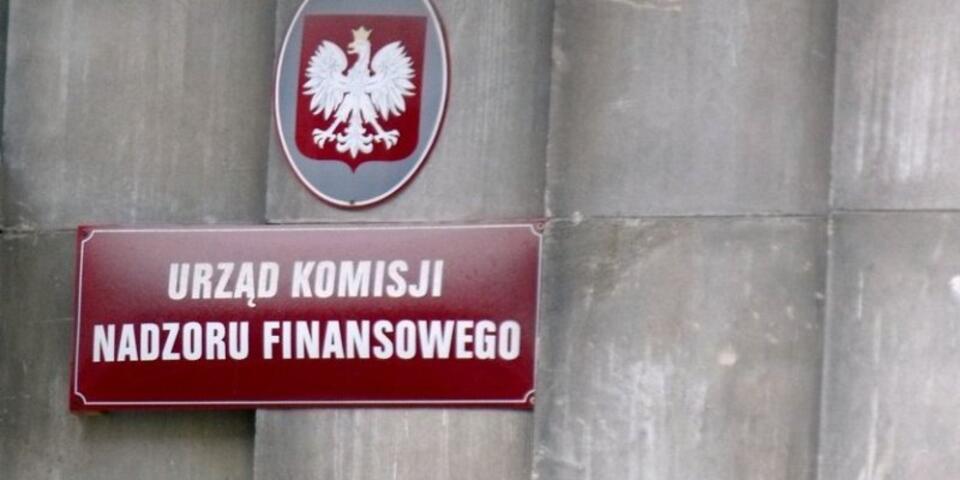 URZĄD KOMISJI
NADZORU FINANSOWEGO